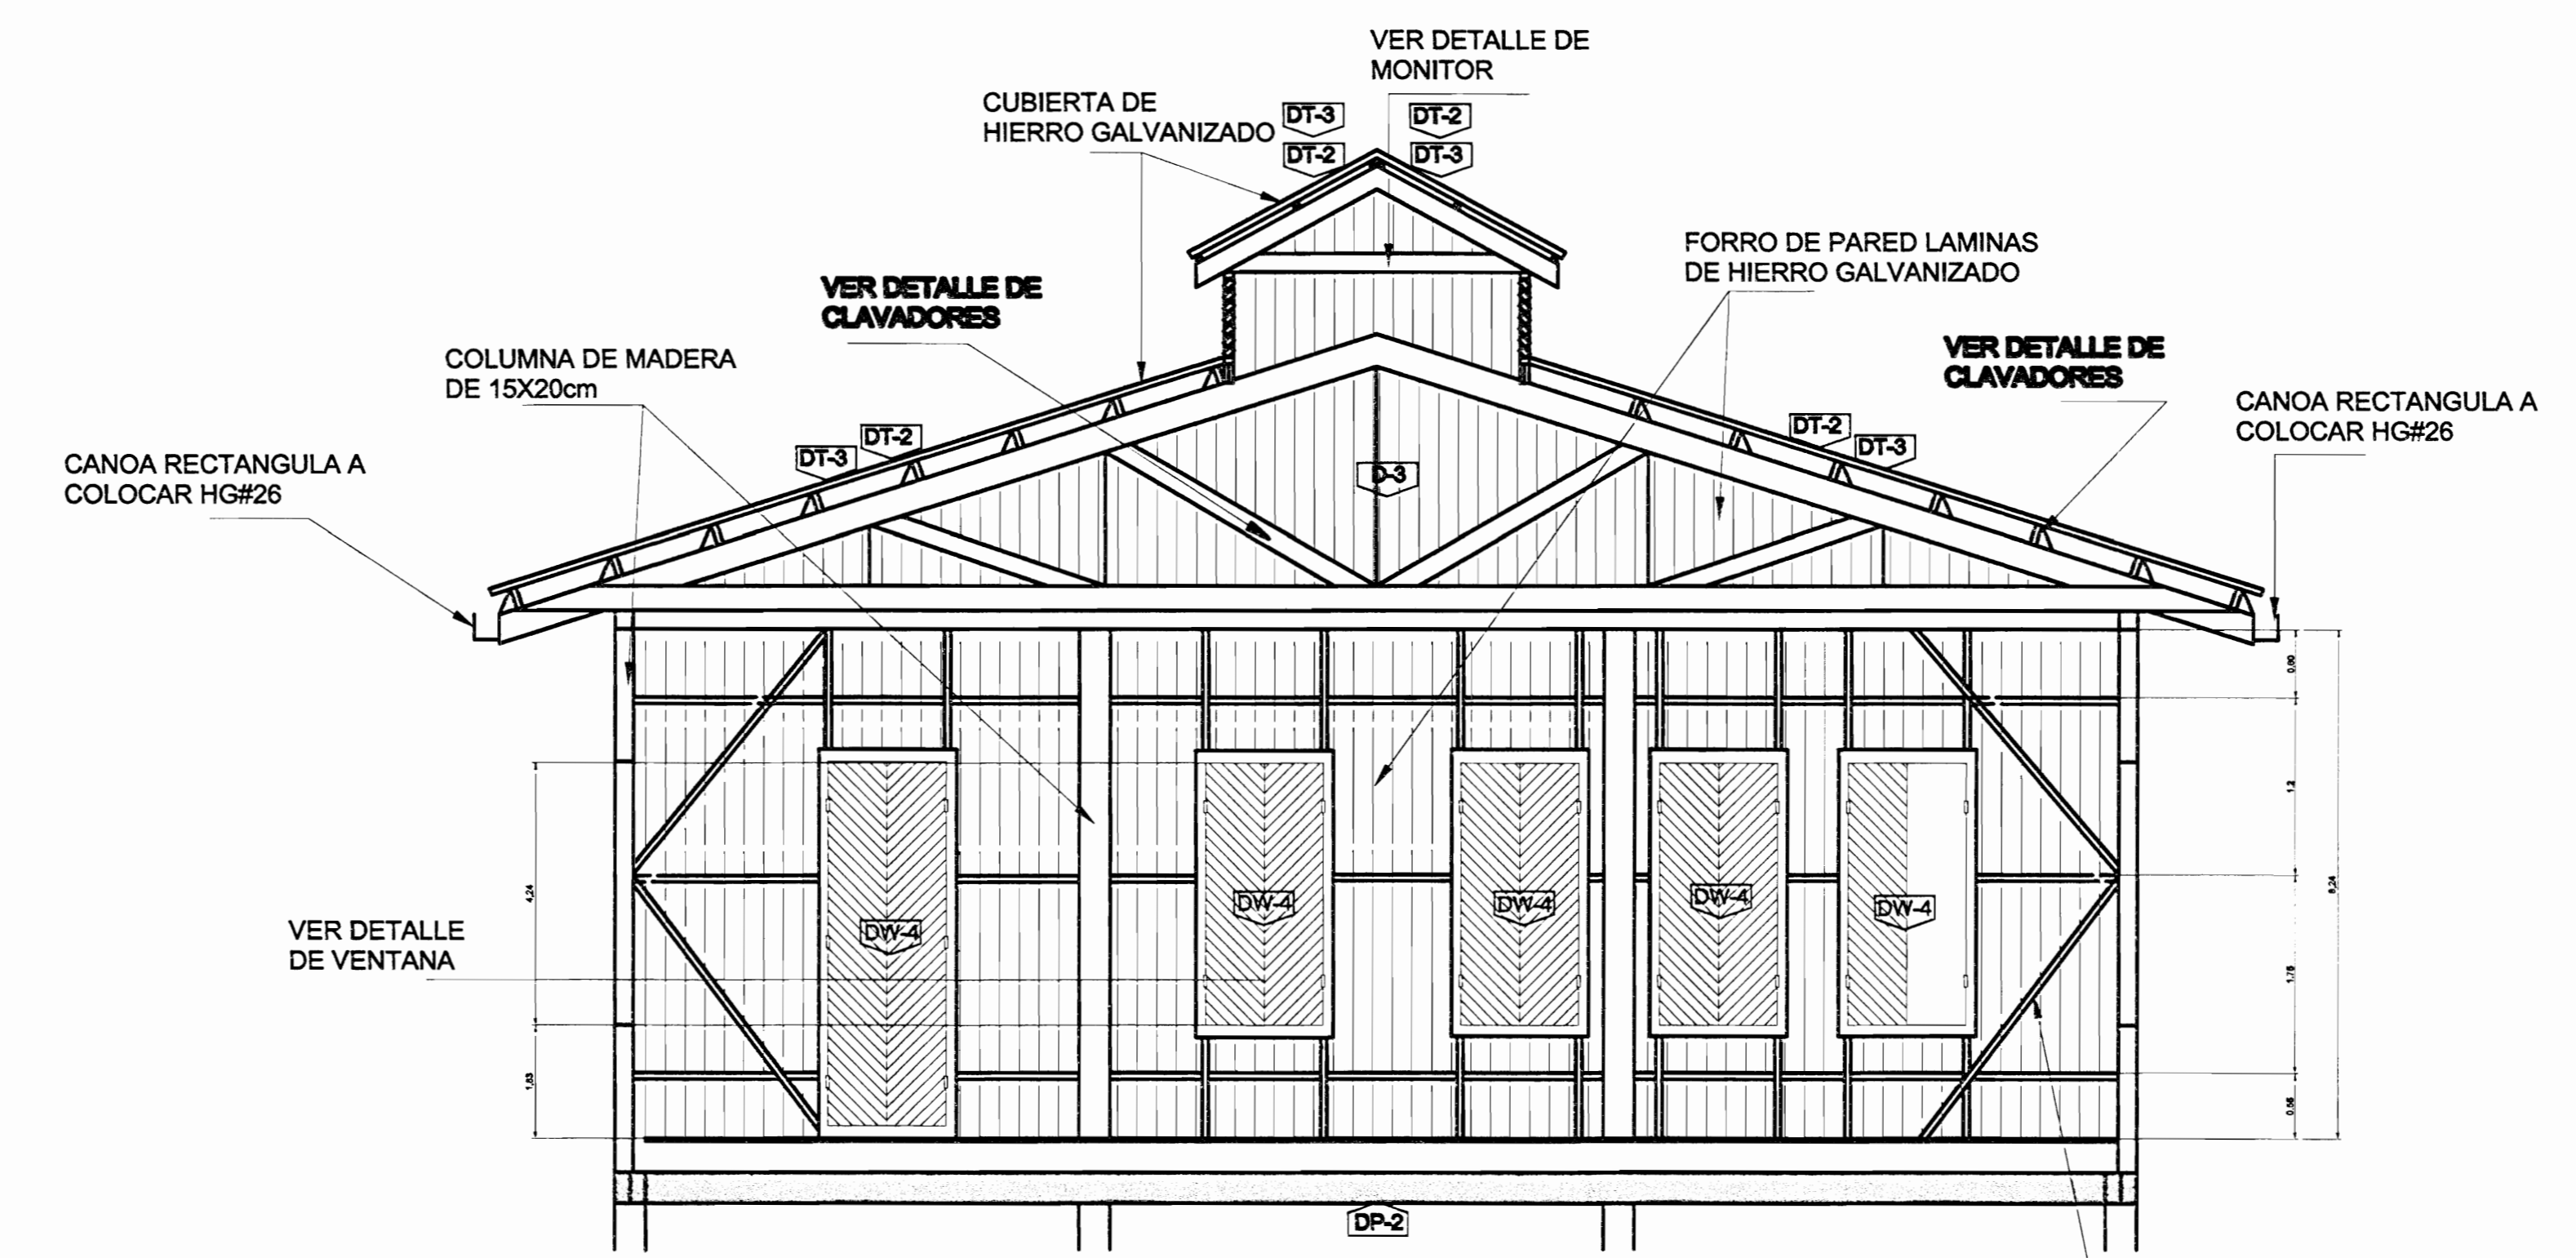 VER DETALLE DE
MONITOR
CUBIERTA DE
HIERRO GALVANIZADO
DT-3
DT-2
DT-2
DT-3
FORRO DE PARED LAMINAS
DE HIERRO GALVANIZADO
VER DETALLE DE
CLAVADORES
VER DETALLE DE
CLAVADORES
COLUMNA DE MADERA
DE 15X20cm
CANOA RECTANGULA A
COLOCAR HG#26
CANOA RECTANGULA A
COLOCAR HG#26
DT-2
DT-3
DT-2
DT-3
D-3
0.60
1.2
8,24
4,24
1,75
DW-4
DW-4
DW-4
DW-4
DW-4
VER DETALLE
DE VENTANA
1,83
0.55
DP-2